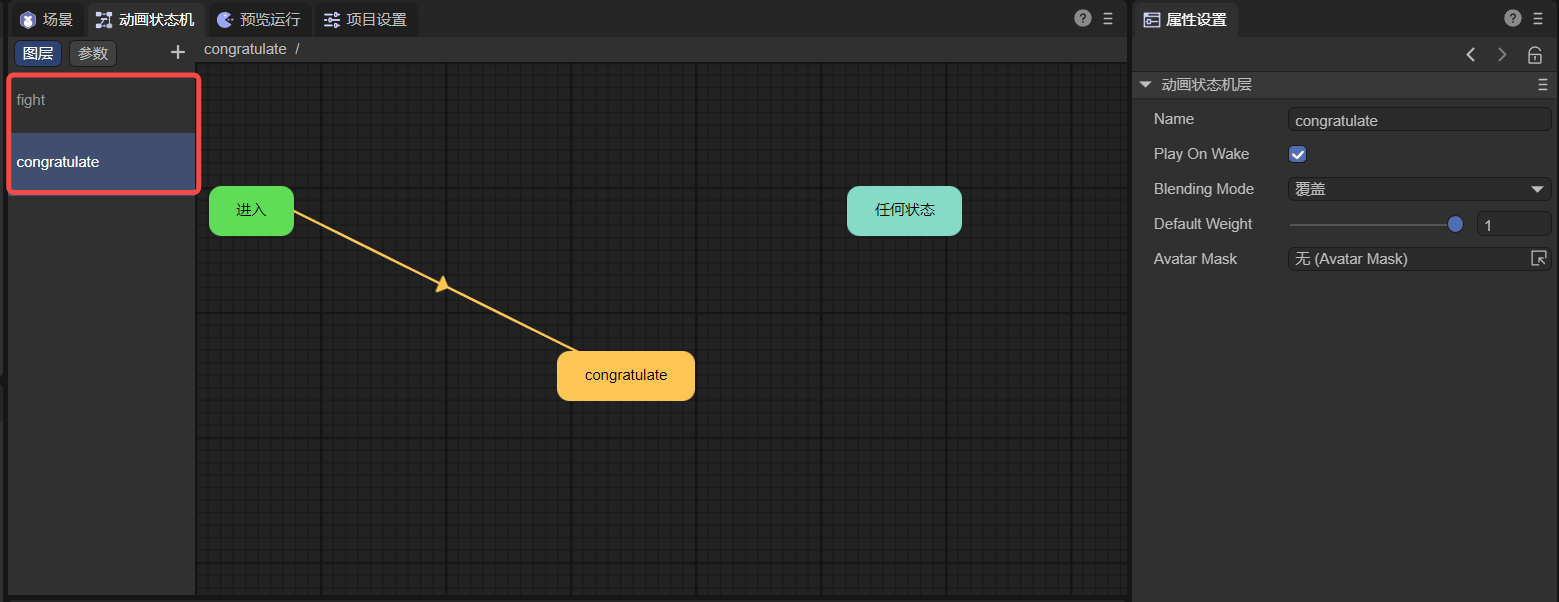 场景 动画状态机 预览运行 项目设置 ?
图层 参数 +
congratulate /
fight
congratulate
进入
任何状态
congratulate
属性设置 ?
动画状态机层
Name congratulate
Play On Wake
Blending Mode 覆盖
Default Weight 1
Avatar Mask 无 (Avatar Mask)